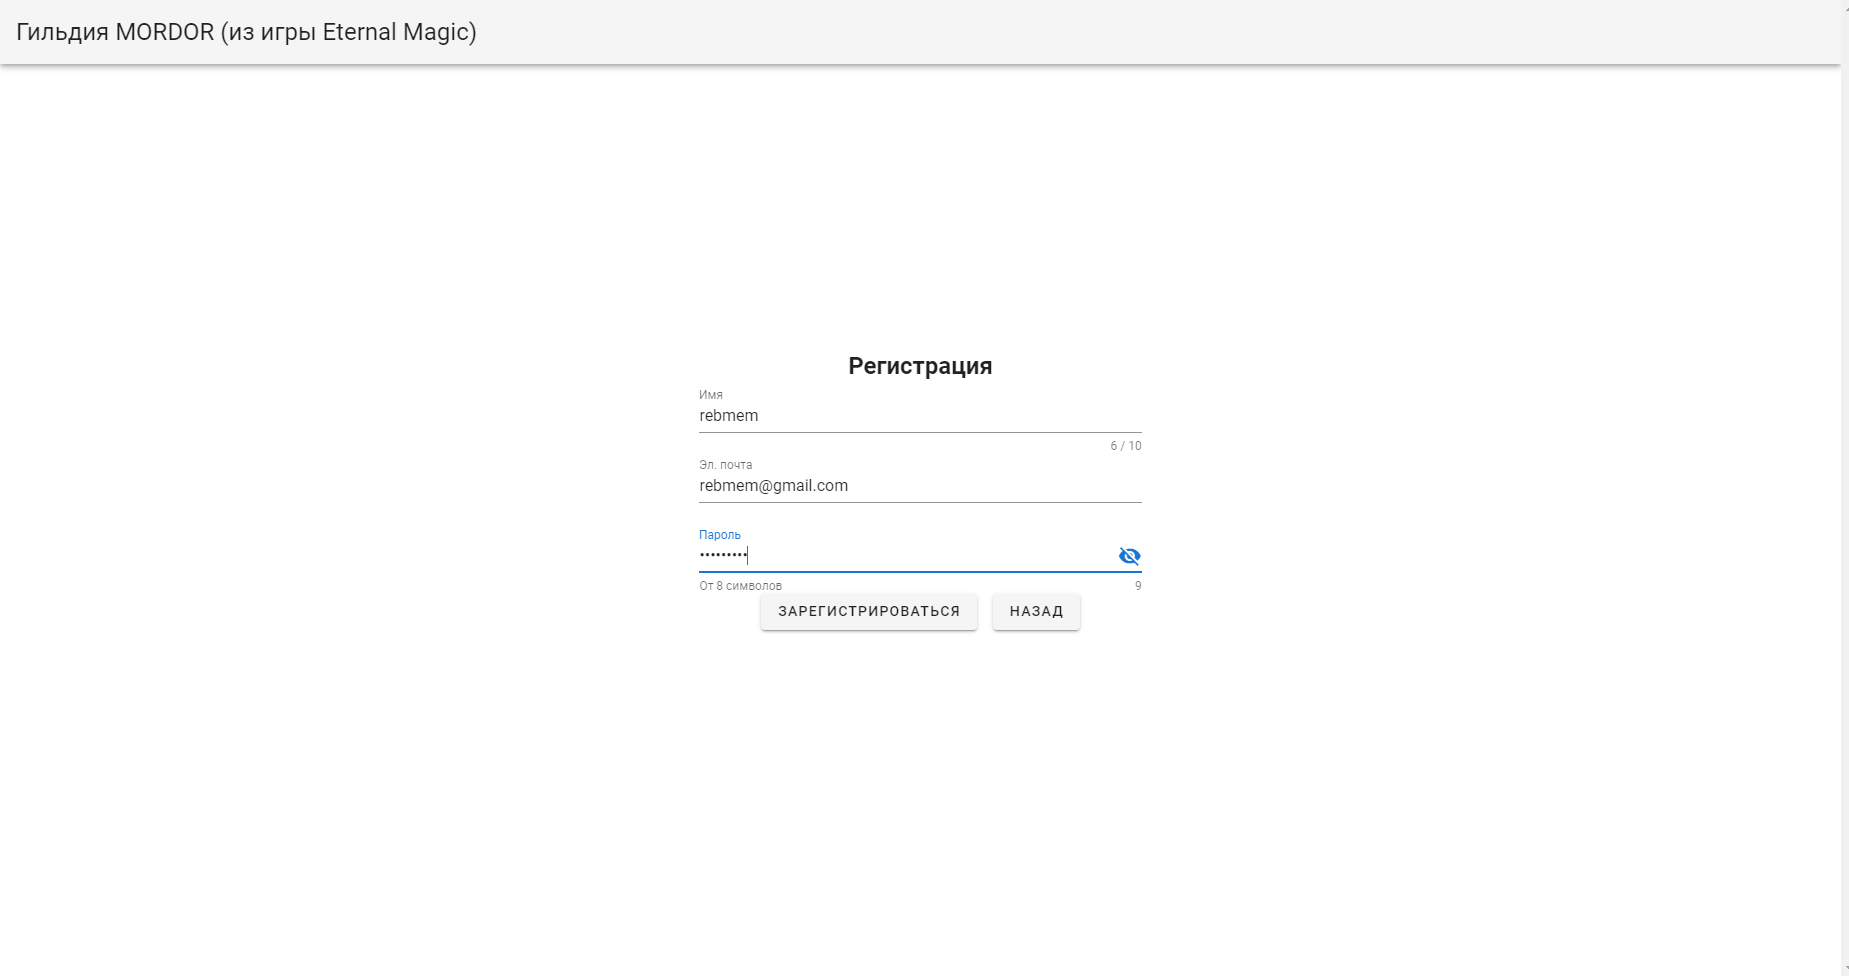 Гильдия MORDOR (из игры Eternal Magic)
Регистрация
Имя
rebmem
6 / 10
Эл. почта
rebmem@gmail.com
Пароль
•••••••••
От 8 символов 9
ЗАРЕГИСТРИРОВАТЬСЯ НАЗАД